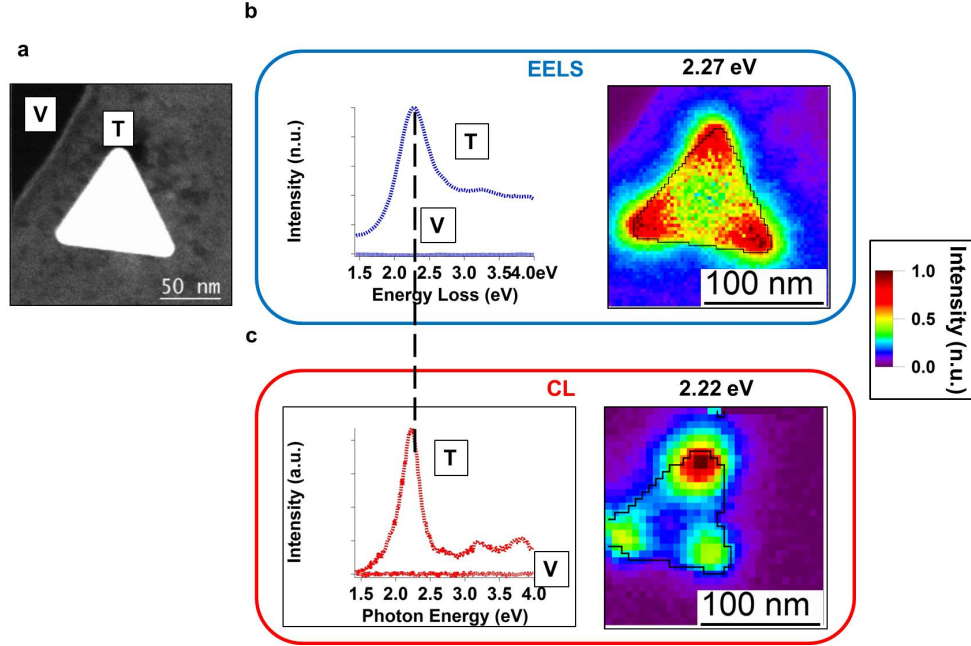 a
V
T
50 nm
b
EELS
2.27 eV
Intensity (n.u.)
T
V
1.5 2.0 2.5 3.0 3.54.0eV
Energy Loss (eV)
100 nm
c
CL
2.22 eV
Intensity (a.u.)
T
V
1.5 2.0 2.5 3.0 3.5 4.0
Photon Energy (eV)
100 nm
1.0
0.5
0.0
Intensity (n.u.)